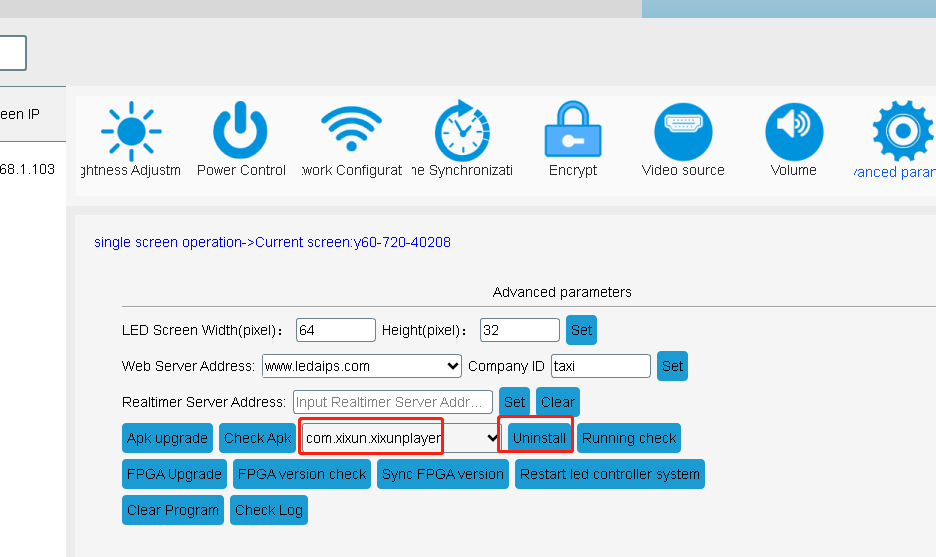 een IP
68.1.103
ghtness Adjustm Power Control work Configurat ne Synchronizati Encrypt Video source Volume vanced param
single screen operation->Current screen:y60-720-40208
Advanced parameters
LED Screen Width(pixel): 64 Height(pixel): 32 Set
Web Server Address: www.ledaips.com Company ID taxi Set
Realtimer Server Address: Input Realtimer Server Addr... Set Clear
Apk upgrade Check Apk com.xixun.xixunplayer Uninstall Running check
FPGA Upgrade FPGA version check Sync FPGA version Restart led controller system
Clear Program Check Log